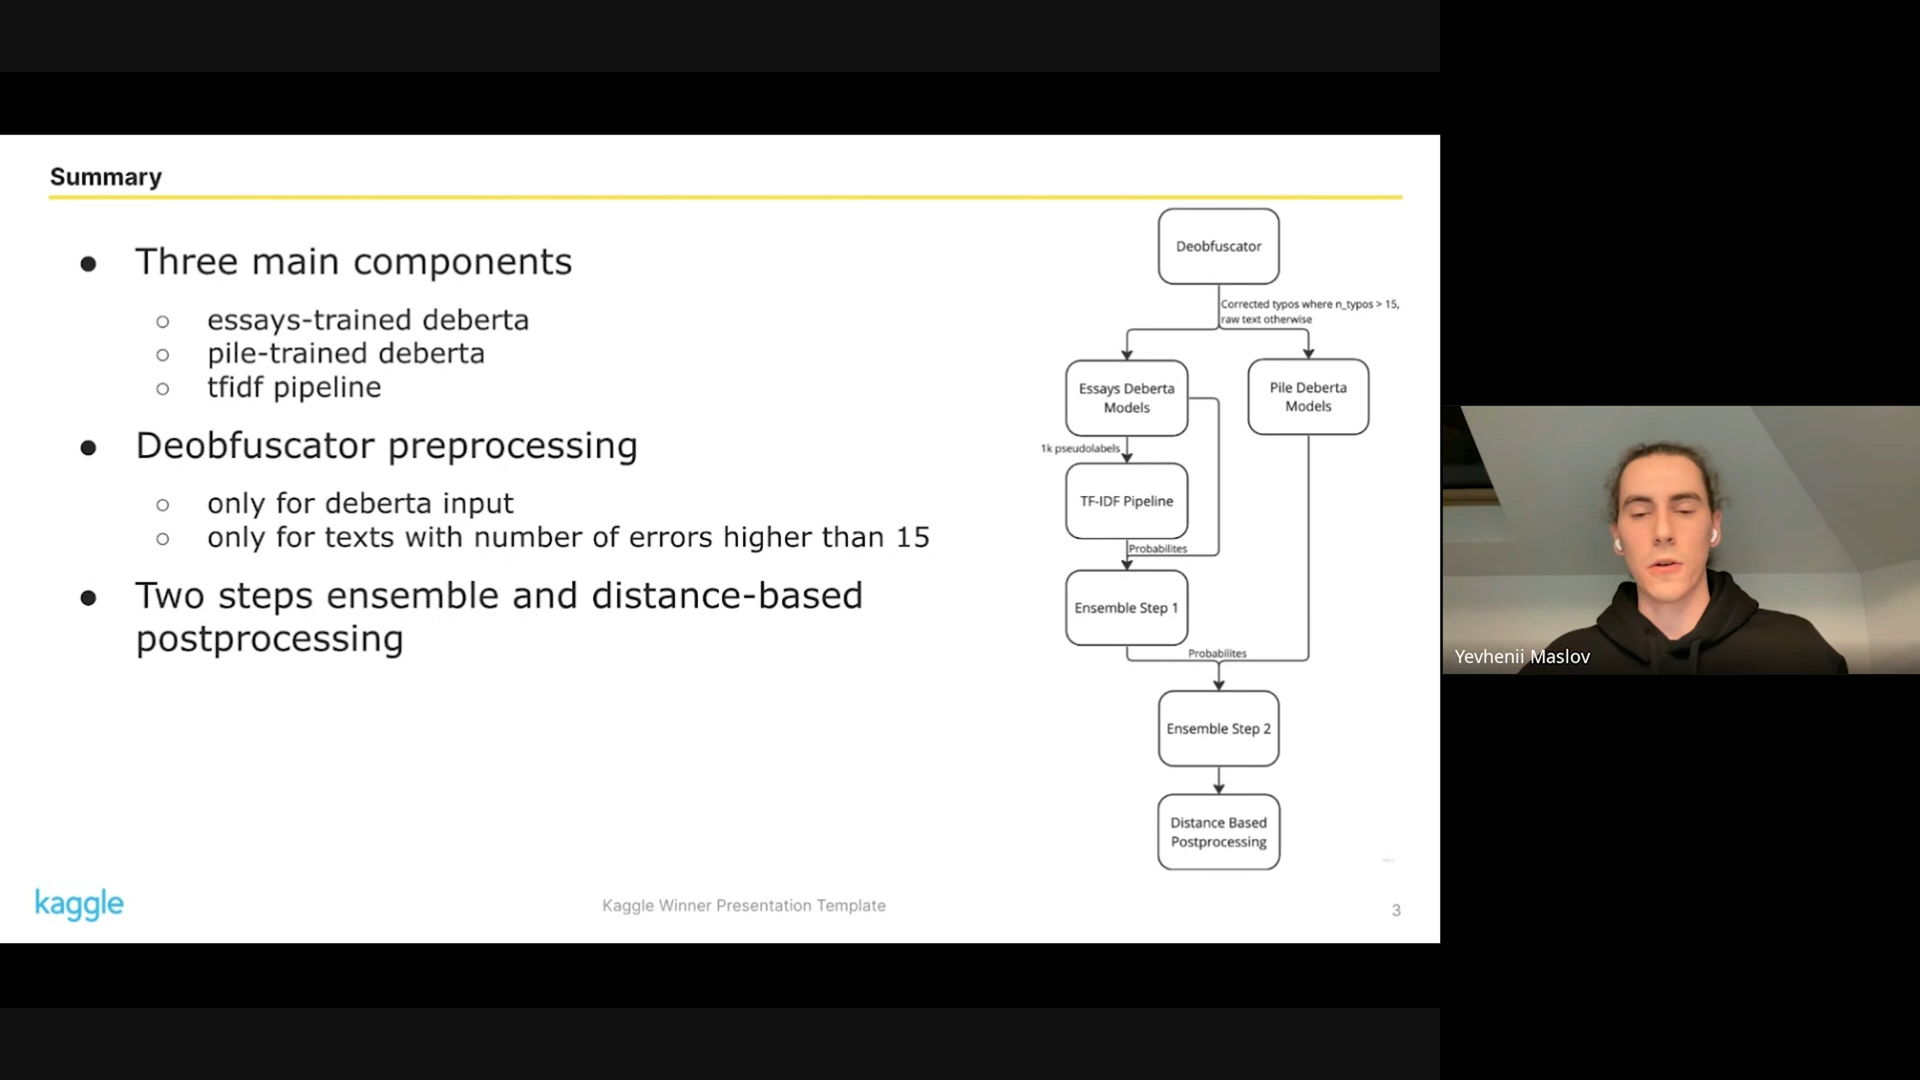 Summary
Three main components
essays-trained deberta
pile-trained deberta
tfidf pipeline
Deobfuscator preprocessing
only for deberta input
only for texts with number of errors higher than 15
Two steps ensemble and distance-based
postprocessing
Deobfuscator
Corrected typos where n_typos > 15,
raw text otherwise
Essays Deberta
Models
Pile Deberta
Models
1k pseudolabels
TF-IDF Pipeline
Probabilites
Ensemble Step 1
Probabilites
Ensemble Step 2
Distance Based
Postprocessing
kaggle
Kaggle Winner Presentation Template
3
Yevhenii Maslov